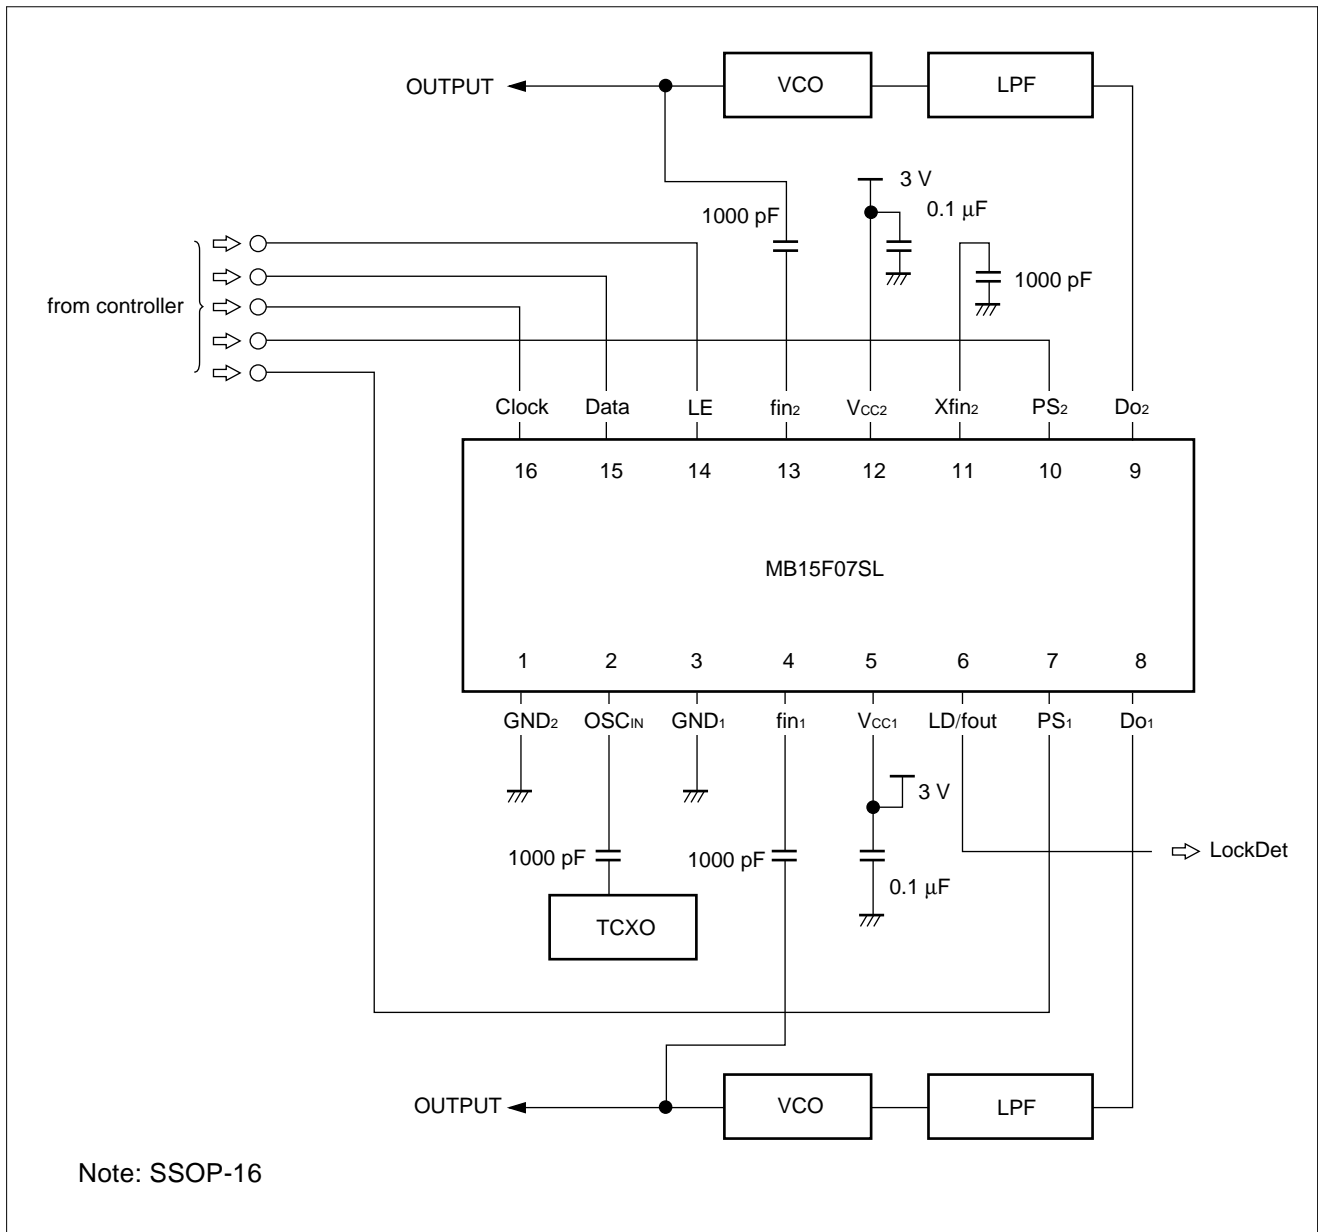 OUTPUT
VCO
LPF
3 V
1000 pF
0.1 μF
1000 pF
from controller
Clock
Data
LE
fin2
VCC2
Xfin2
PS2
Do2
16
15
14
13
12
11
10
9
MB15F07SL
1
2
3
4
5
6
7
8
GND2
OSCIN
GND1
fin1
VCC1
LD/fout
PS1
Do1
3 V
1000 pF
1000 pF
LockDet
0.1 μF
TCXO
OUTPUT
VCO
LPF
Note: SSOP-16